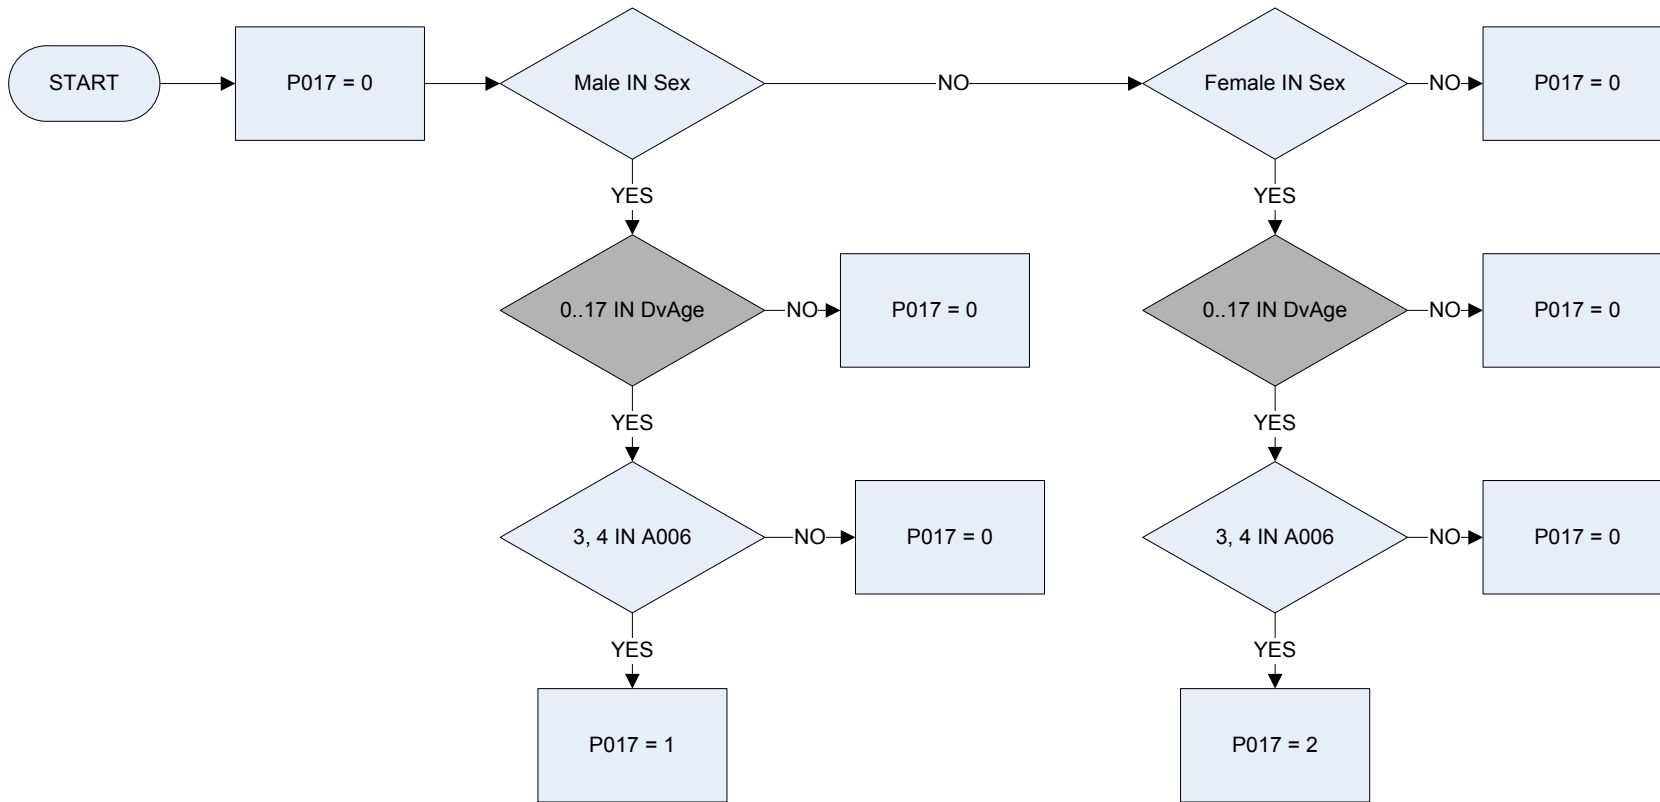 START
P017 = 0
Male IN Sex
NO
Female IN Sex
NO
P017 = 0
YES
YES
0..17 IN DvAge
NO
P017 = 0
0..17 IN DvAge
NO
P017 = 0
YES
YES
3, 4 IN A006
NO
P017 = 0
3, 4 IN A006
NO
P017 = 0
YES
YES
P017 = 1
P017 = 2